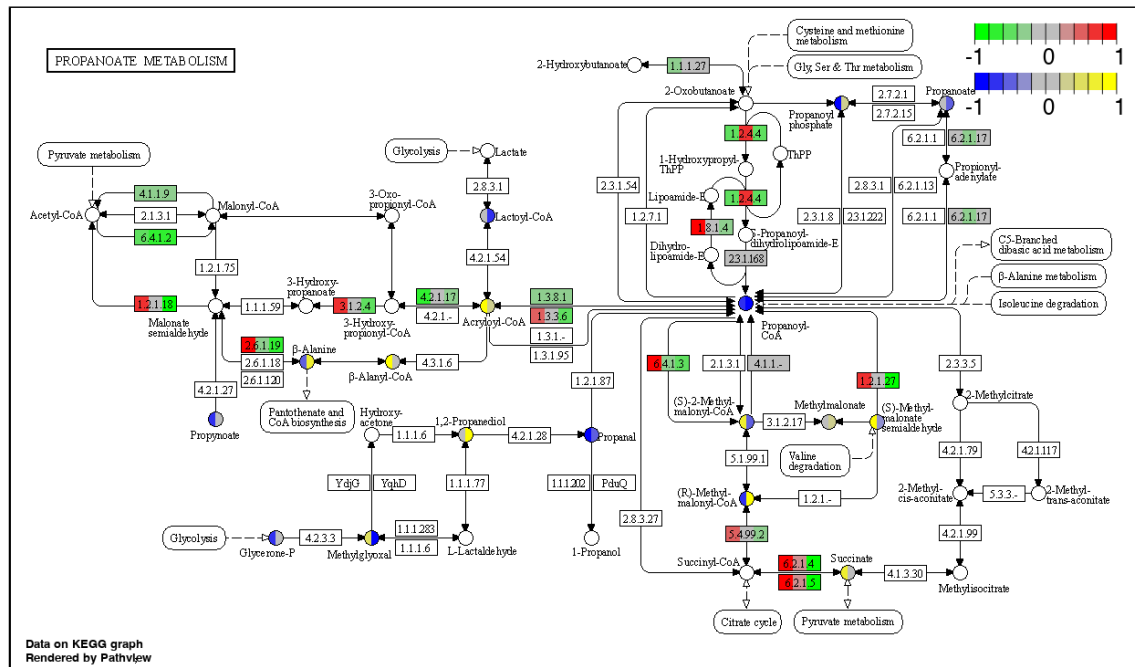 PROPANOATE METABOLISM
Cysteine and methionine
metabolism
Gly, Ser & Thr metabolism
-1 0 1
-1 0 1
2-Hydroxybutanoate
1.1.1.27
2-Oxobutanoate
Propanoyl
phosphate
2.7.2.1
2.7.2.15
Propanoate
1.2.4.4
ThPP
1-Hydroxypropyl-
ThPP
6.2.1.1
6.2.1.17
Propionyl-
adenylate
Pyruvate metabolism
Glycolysis
Lactate
2.8.3.1
Lactoyl-CoA
4.2.1.54
4.1.1.9
Acetyl-CoA
2.1.3.1
Malonyl-CoA
6.4.1.2
3-Oxo-
propionyl-CoA
2.3.1.54
1.2.7.1
Lipoamide-E
1.2.4.4
1.8.1.4
Dihydro-
lipoamide-E
s-Propanoyl-
dihydrolipoamide-E
2.3.1.168
2.3.1.8
2.3.1.222
2.8.3.1
6.2.1.13
6.2.1.1
6.2.1.17
C5-Branched
dibasic acid metabolism
β-Alanine metabolism
Isoleucine degradation
1.2.1.75
1.2.1.18
Malonate
semialdehyde
1.1.1.59
3-Hydroxy-
propanoate
3.1.2.4
3-Hydroxy-
propionyl-CoA
4.2.1.17
4.2.1.-
Acryloyl-CoA
1.3.8.1
1.3.3.6
1.3.1.-
1.3.1.95
Propanoyl-CoA
2.6.1.19
2.6.1.18
2.6.1.120
β-Alanine
β-Alanyl-CoA
4.3.1.6
1.2.1.87
4.2.1.27
Propynoate
Pantothenate and
CoA biosynthesis
6.4.1.3
2.1.3.1
4.1.1.-
1.2.1.27
2.3.3.5
(S)-2-Methyl-
malonyl-CoA
3.1.2.17
Methylmalonate
(S)-Methyl-
malonate
semialdehyde
2-Methylcitrate
Hydroxy-
acetone
1.1.1.6
1,2-Propanediol
4.2.1.28
Propanal
Valine
degradation
5.1.99.1
4.2.1.79
4.2.1.117
YdjG
YqhD
1.1.1.77
1.1.1.202
PduQ
(R)-Methyl-
malonyl-CoA
1.2.1.-
2-Methyl-
cis-aconitate
5.3.3.-
2-Methyl-
trans-aconitate
2.8.3.27
Glycolysis
Glycerone-P
4.2.3.3
Methylglyoxal
1.1.1.283
1.1.1.6
L-Lactaldehyde
1-Propanol
5.4.99.2
4.2.1.99
Succinyl-CoA
6.2.1.4
6.2.1.5
Succinate
4.1.3.30
Methylisocitrate
Citrate cycle
Pyruvate metabolism
Data on KEGG graph
Rendered by Pathview